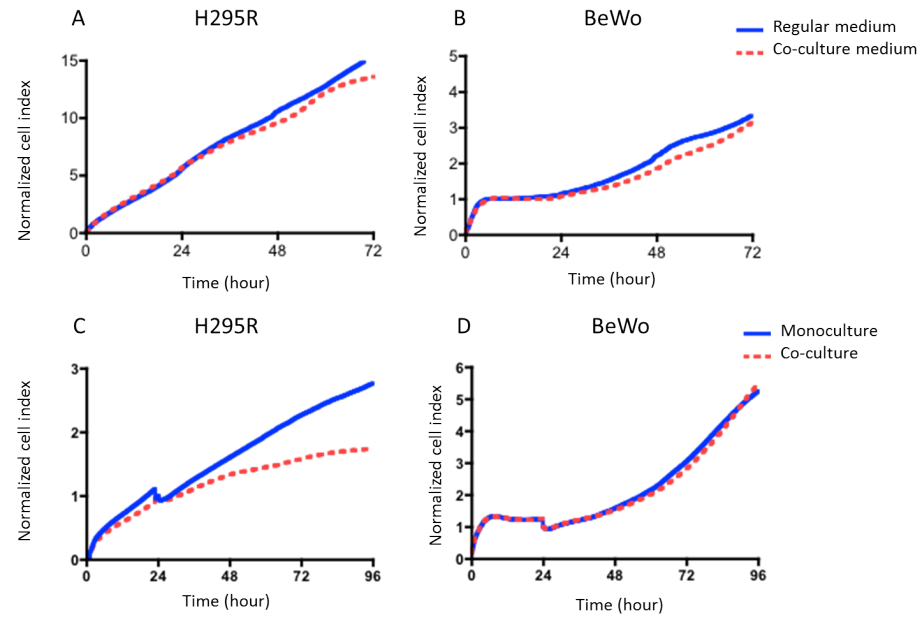 A
H295R
B
BeWo
Regular medium
Co-culture medium
Normalized cell index
15
10
5
0
0
24
48
72
Time (hour)
Normalized cell index
5
4
3
2
1
0
0
24
48
72
Time (hour)
C
H295R
D
BeWo
Monoculture
Co-culture
Normalized cell index
3
2
1
0
0
24
48
72
96
Time (hour)
Normalized cell index
6
5
4
3
2
1
0
0
24
48
72
96
Time (hour)